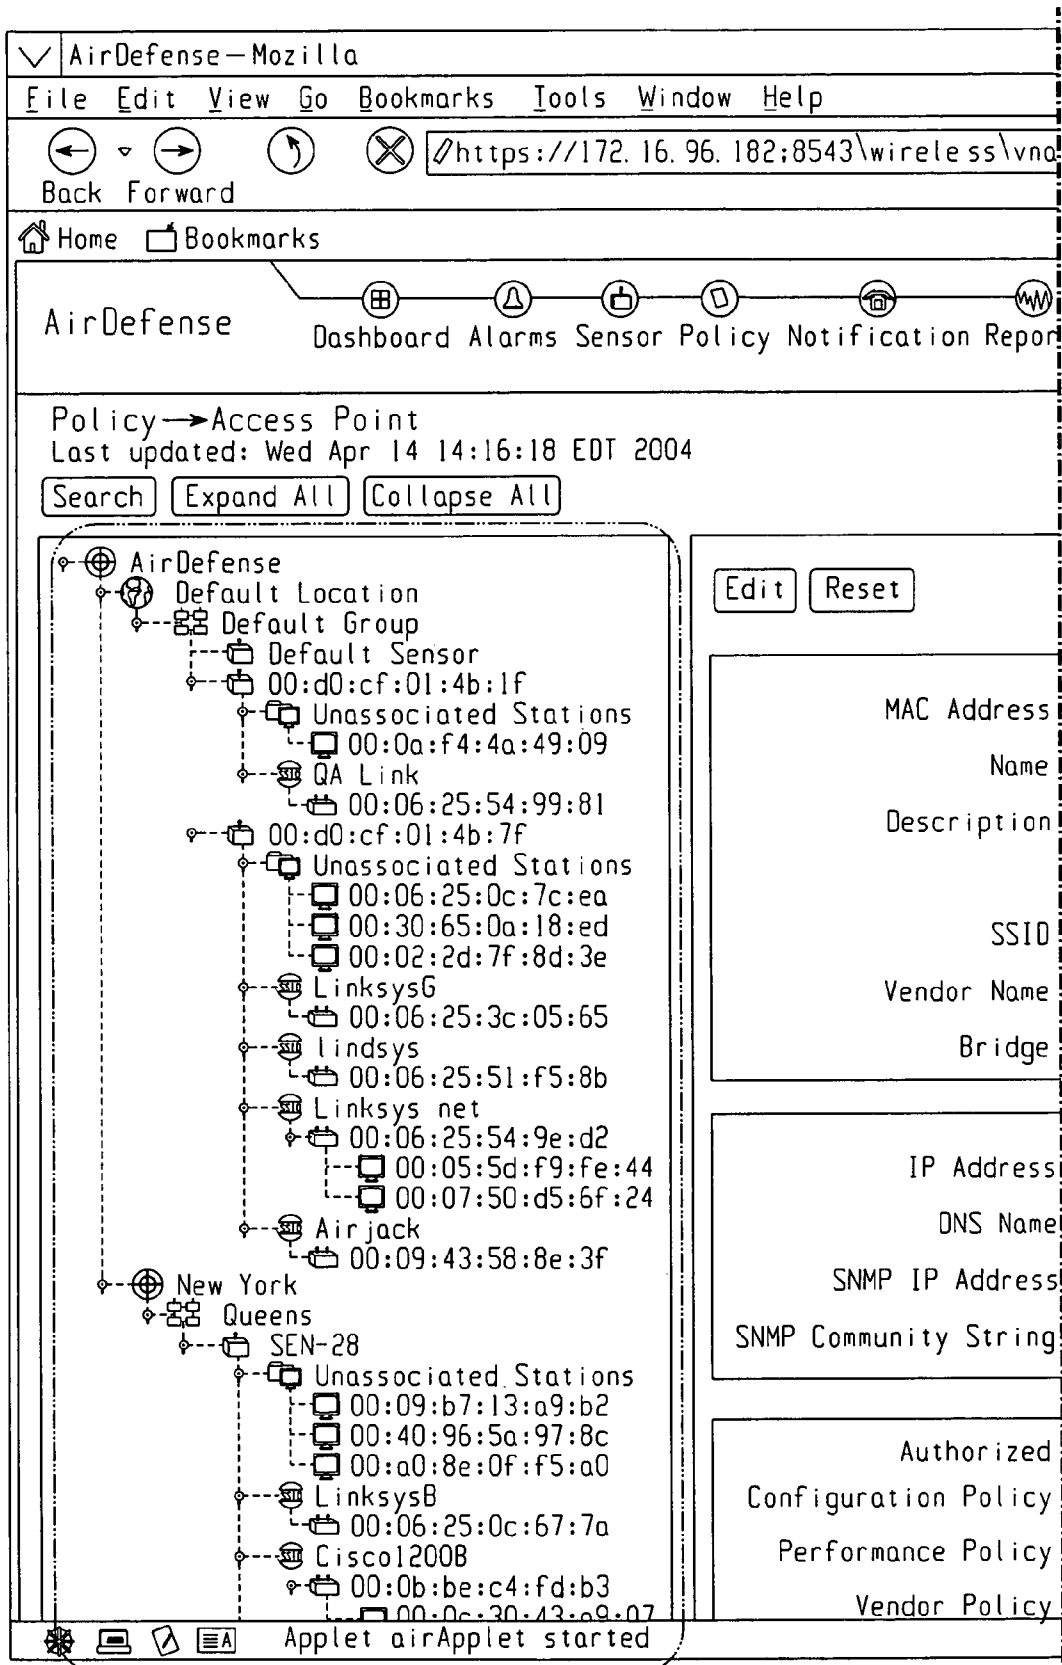 AirDefense—Mozilla
File Edit View Go Bookmarks Tools Window Help
https://172.16.96.182:8543\wireless\vna
Back Forward
Home Bookmarks
AirDefense
Dashboard Alarms Sensor Policy Notification Repor
Policy→Access Point
Last updated: Wed Apr 14 14:16:18 EDT 2004
Search Expand All Collapse All
AirDefense
Default Location
Default Group
Default Sensor
00:d0:cf:01:4b:1f
Unassociated Stations
00:0a:f4:4a:49:09
QA Link
00:06:25:54:99:81
00:d0:cf:01:4b:7f
Unassociated Stations
00:06:25:0c:7c:ea
00:30:65:0a:18:ed
00:02:2d:7f:8d:3e
LinksysG
00:06:25:3c:05:65
lindsys
00:06:25:51:f5:8b
Linksys net
00:06:25:54:9e:d2
00:05:5d:f9:fe:44
00:07:50:d5:6f:24
Airjack
00:09:43:58:8e:3f
New York
Queens
SEN-28
Unassociated Stations
00:09:b7:13:a9:b2
00:40:96:5a:97:8c
00:a0:8e:0f:f5:a0
LinksysB
00:06:25:0c:67:7a
Cisco1200B
00:0b:be:c4:fd:b3
00:0c:30:43:a9:07
Edit Reset
MAC Address
Name
Description
SSID
Vendor Name
Bridge
IP Address
DNS Name
SNMP IP Address
SNMP Community String
Authorized
Configuration Policy
Performance Policy
Vendor Policy
Applet airApplet started